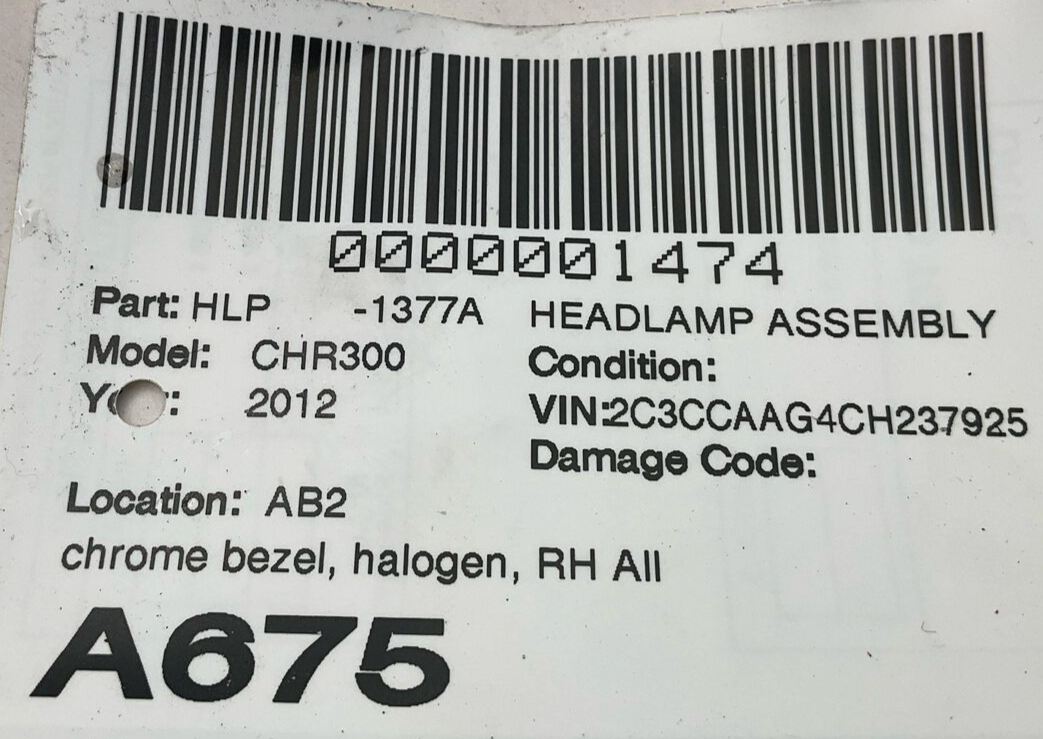 0000001474
Part: HLP -1377A HEADLAMP ASSEMBLY
Model: CHR300 Condition:
: 2012 VIN:2C3CCAAG4CH237925
Damage Code:
Location: AB2
chrome bezel, halogen, RH All
A675